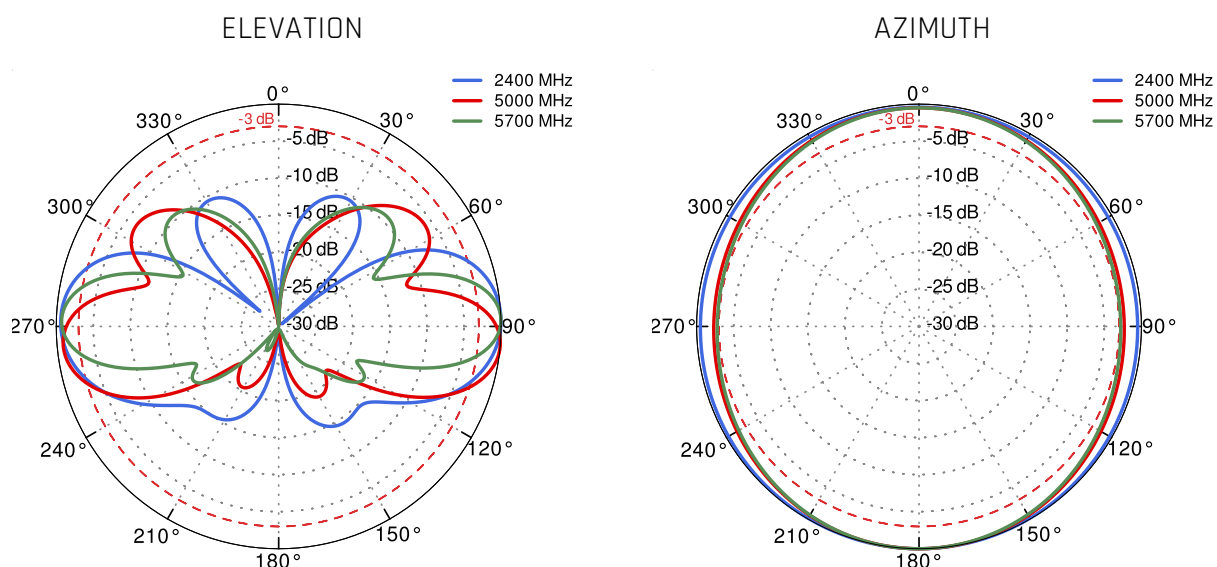 ELEVATION
2400 MHz
5000 MHz
5700 MHz
0°
30°
60°
90°
120°
150°
180°
210°
240°
270°
300°
330°
-3 dB
-5 dB
-10 dB
-15 dB
-20 dB
-25 dB
-30 dB
AZIMUTH
2400 MHz
5000 MHz
5700 MHz
0°
30°
60°
90°
120°
150°
180°
210°
240°
270°
300°
330°
-3 dB
-5 dB
-10 dB
-15 dB
-20 dB
-25 dB
-30 dB